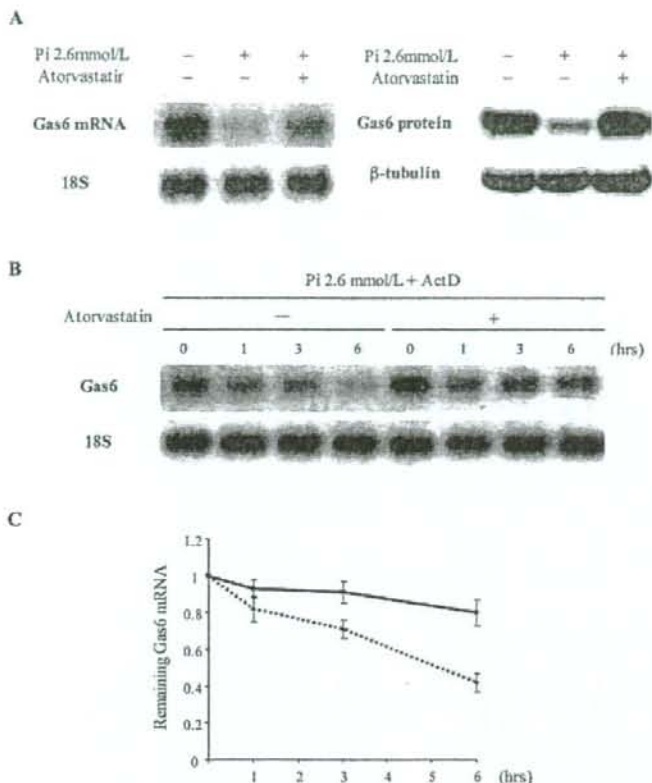 A
Pi 2.6mmol/L - + +
Atorvastatir - - +
Gas6 mRNA
18S
Pi 2.6mmol/L - + +
Atorvastatin - - +
Gas6 protein
β-tubulin
B
Pi 2.6 mmol/L + ActD
Atorvastatin — +
0 1 3 6 0 1 3 6 (hrs)
Gas6
18S
C
Remaining Gas6 mRNA
1.2
1
0.8
0.6
0.4
0.2
0
1 2 3 4 5 6 (hrs)